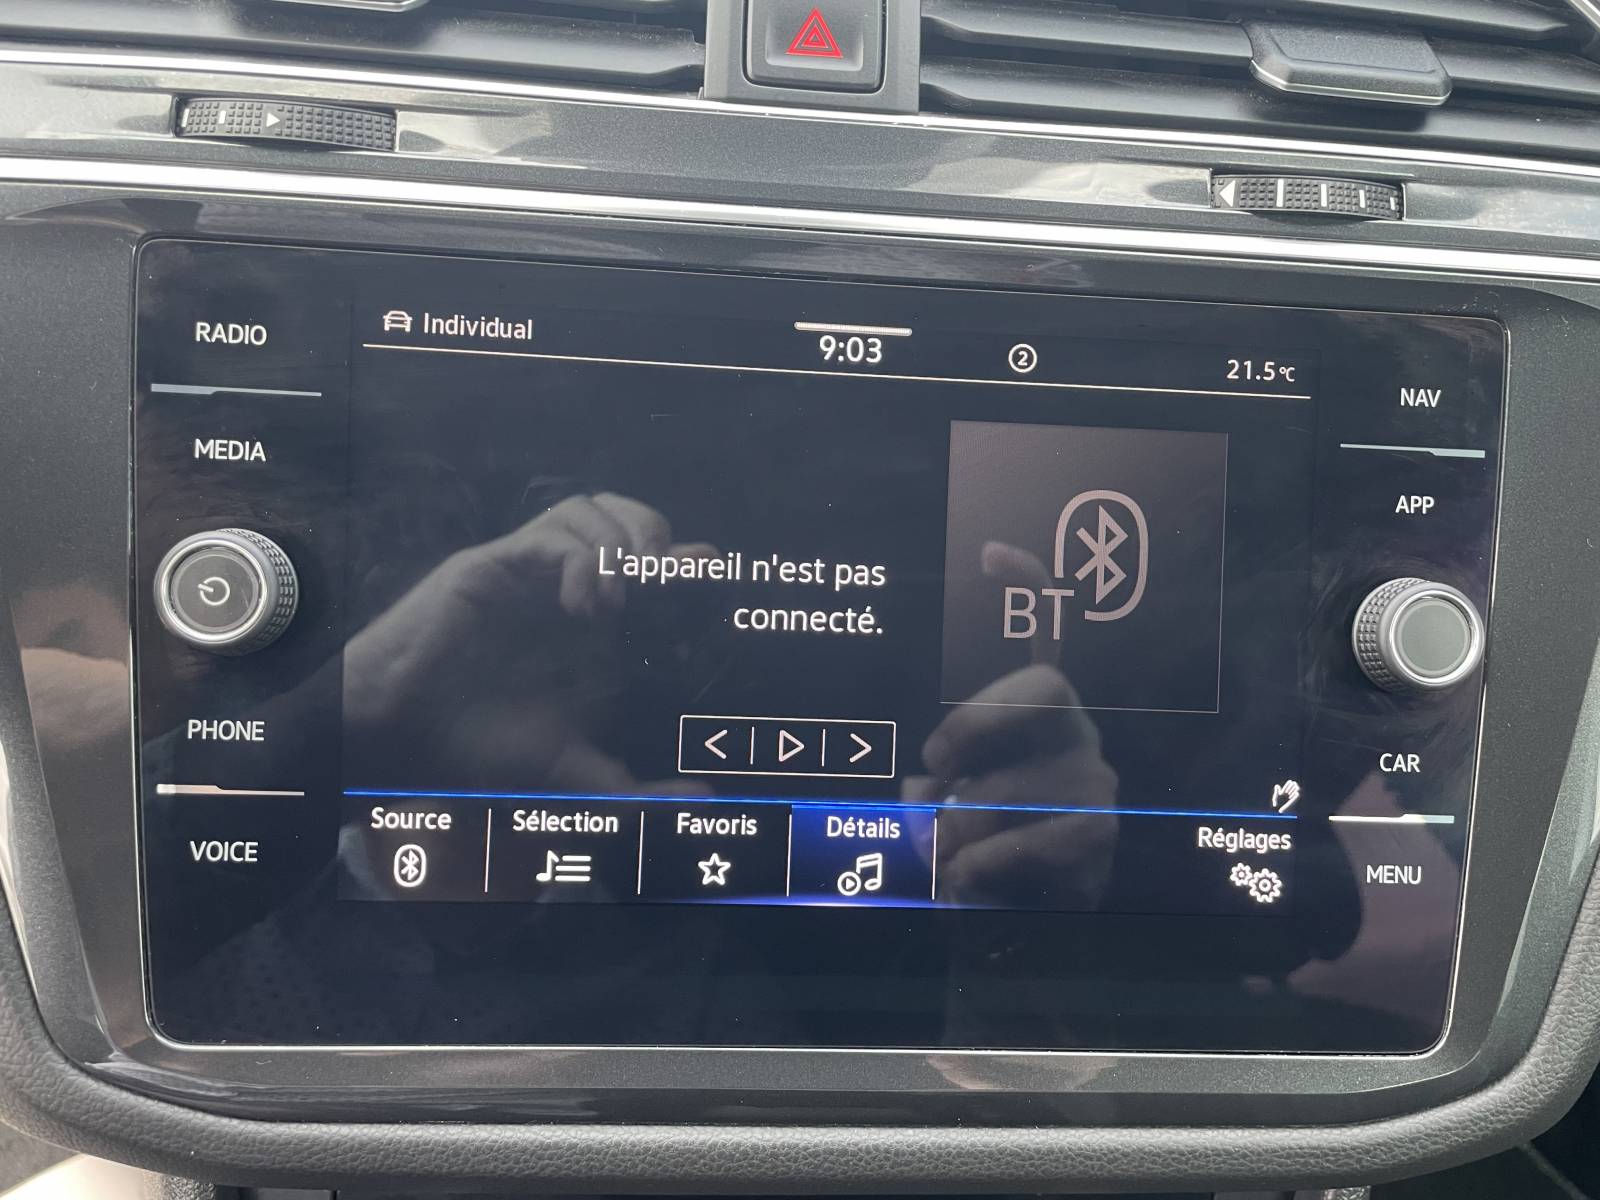 RADIO
MEDIA
PHONE
VOICE
Individual
9:03
2
21.5°C
L'appareil n'est pas
connecté.
BT
Source
Sélection
Favoris
Détails
Réglages
NAV
APP
CAR
MENU